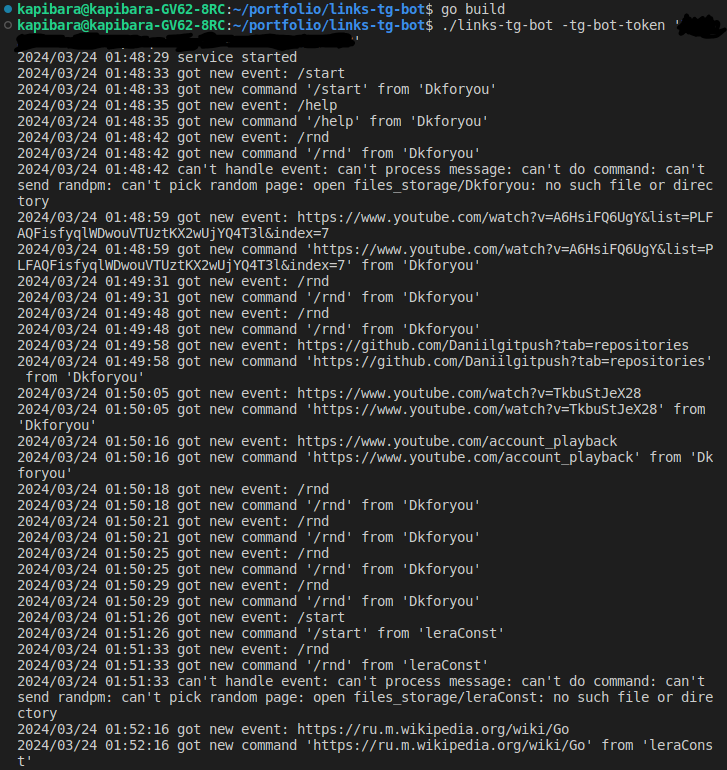 kapibara@kapibara-GV62-8RC:~/portfolio/links-tg-bot$ go build
kapibara@kapibara-GV62-8RC:~/portfolio/links-tg-bot$ ./links-tg-bot -tg-bot-token '
'
2024/03/24 01:48:29 service started
2024/03/24 01:48:33 got new event: /start
2024/03/24 01:48:33 got new command '/start' from 'Dkforyou'
2024/03/24 01:48:35 got new event: /help
2024/03/24 01:48:35 got new command '/help' from 'Dkforyou'
2024/03/24 01:48:42 got new event: /rnd
2024/03/24 01:48:42 got new command '/rnd' from 'Dkforyou'
2024/03/24 01:48:42 can't handle event: can't process message: can't do command: can't
send randpm: can't pick random page: open files_storage/Dkforyou: no such file or direc
tory
2024/03/24 01:48:59 got new event: https://www.youtube.com/watch?v=A6HsiFQ6UgY&list=PLF
AQFisfyqlWDwouVTUztKX2wUjYQ4T3l&index=7
2024/03/24 01:48:59 got new command 'https://www.youtube.com/watch?v=A6HsiFQ6UgY&list=P
LFAQFisfyqlWDwouVTUztKX2wUjYQ4T3l&index=7' from 'Dkforyou'
2024/03/24 01:49:31 got new event: /rnd
2024/03/24 01:49:31 got new command '/rnd' from 'Dkforyou'
2024/03/24 01:49:48 got new event: /rnd
2024/03/24 01:49:48 got new command '/rnd' from 'Dkforyou'
2024/03/24 01:49:58 got new event: https://github.com/Daniilgitpush?tab=repositories
2024/03/24 01:49:58 got new command 'https://github.com/Daniilgitpush?tab=repositories'
from 'Dkforyou'
2024/03/24 01:50:05 got new event: https://www.youtube.com/watch?v=TkbuStJeX28
2024/03/24 01:50:05 got new command 'https://www.youtube.com/watch?v=TkbuStJeX28' from
'Dkforyou'
2024/03/24 01:50:16 got new event: https://www.youtube.com/account_playback
2024/03/24 01:50:16 got new command 'https://www.youtube.com/account_playback' from 'Dk
foryou'
2024/03/24 01:50:18 got new event: /rnd
2024/03/24 01:50:18 got new command '/rnd' from 'Dkforyou'
2024/03/24 01:50:21 got new event: /rnd
2024/03/24 01:50:21 got new command '/rnd' from 'Dkforyou'
2024/03/24 01:50:25 got new event: /rnd
2024/03/24 01:50:25 got new command '/rnd' from 'Dkforyou'
2024/03/24 01:50:29 got new event: /rnd
2024/03/24 01:50:29 got new command '/rnd' from 'Dkforyou'
2024/03/24 01:51:26 got new event: /start
2024/03/24 01:51:26 got new command '/start' from 'leraConst'
2024/03/24 01:51:33 got new event: /rnd
2024/03/24 01:51:33 got new command '/rnd' from 'leraConst'
2024/03/24 01:51:33 can't handle event: can't process message: can't do command: can't
send randpm: can't pick random page: open files_storage/leraConst: no such file or dire
ctory
2024/03/24 01:52:16 got new event: https://ru.m.wikipedia.org/wiki/Go
2024/03/24 01:52:16 got new command 'https://ru.m.wikipedia.org/wiki/Go' from 'leraCons
t'